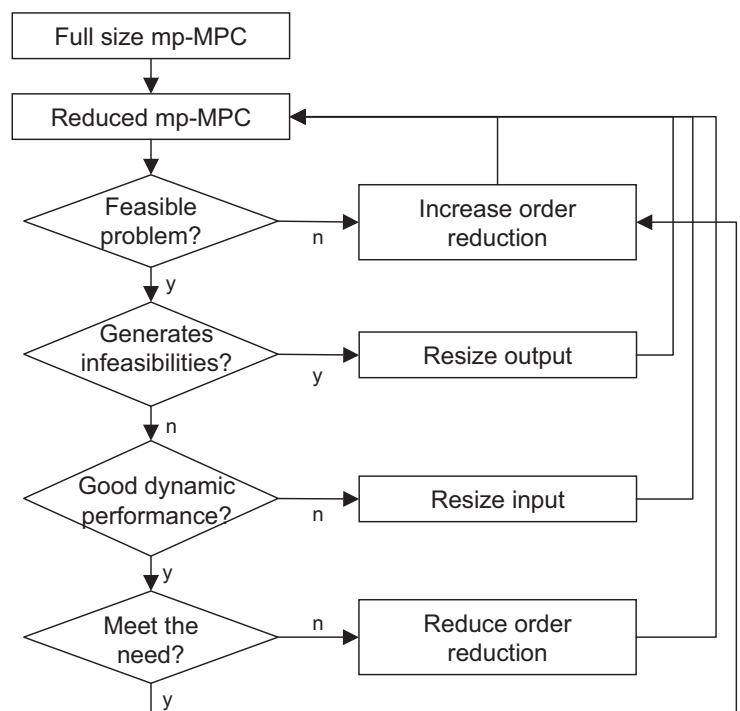 Full size mp-MPC
Reduced mp-MPC
Feasible
problem?
n
Increase order
reduction
y
Generates
infeasibilities?
y
Resize output
n
Good dynamic
performance?
n
Resize input
y
Meet the
need?
n
Reduce order
reduction
y